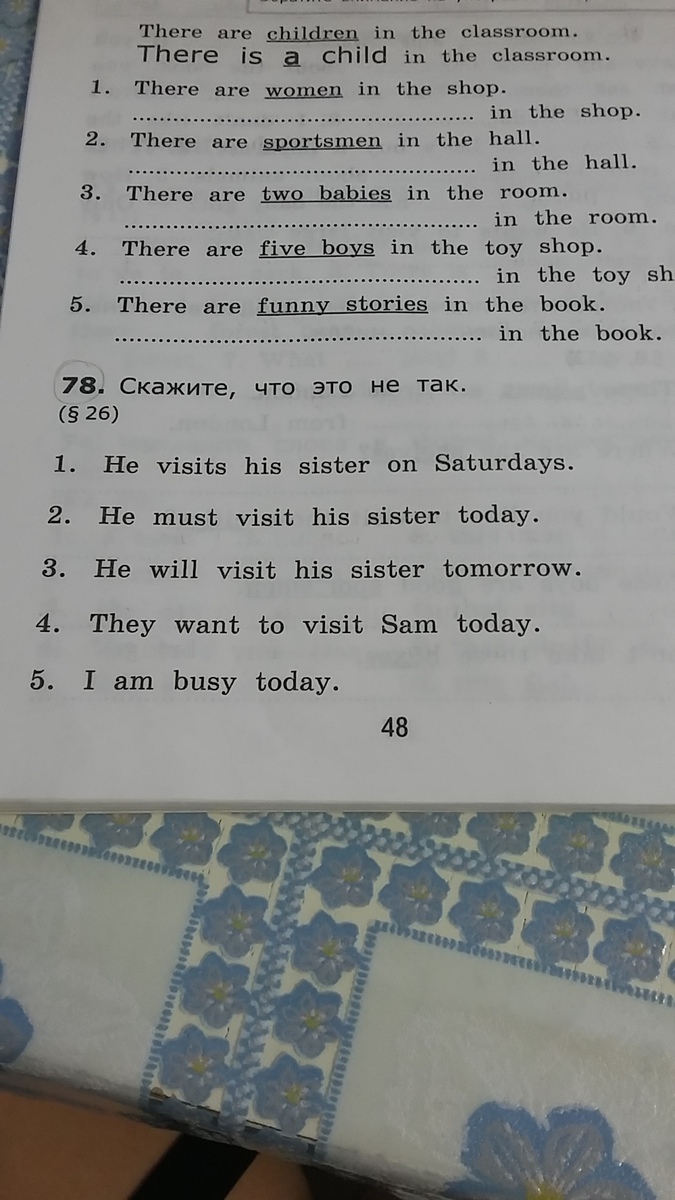 There are children in the classroom.
There is a child in the classroom.
1. There are women in the shop.
.................................................. in the shop.
2. There are sportsmen in the hall.
.................................................. in the hall.
3. There are two babies in the room.
.................................................. in the room.
4. There are five boys in the toy shop.
.................................................. in the toy sh
5. There are funny stories in the book.
.................................................. in the book.
78. Скажите, что это не так.
(§ 26)
1. He visits his sister on Saturdays.
2. He must visit his sister today.
3. He will visit his sister tomorrow.
4. They want to visit Sam today.
5. I am busy today.
48